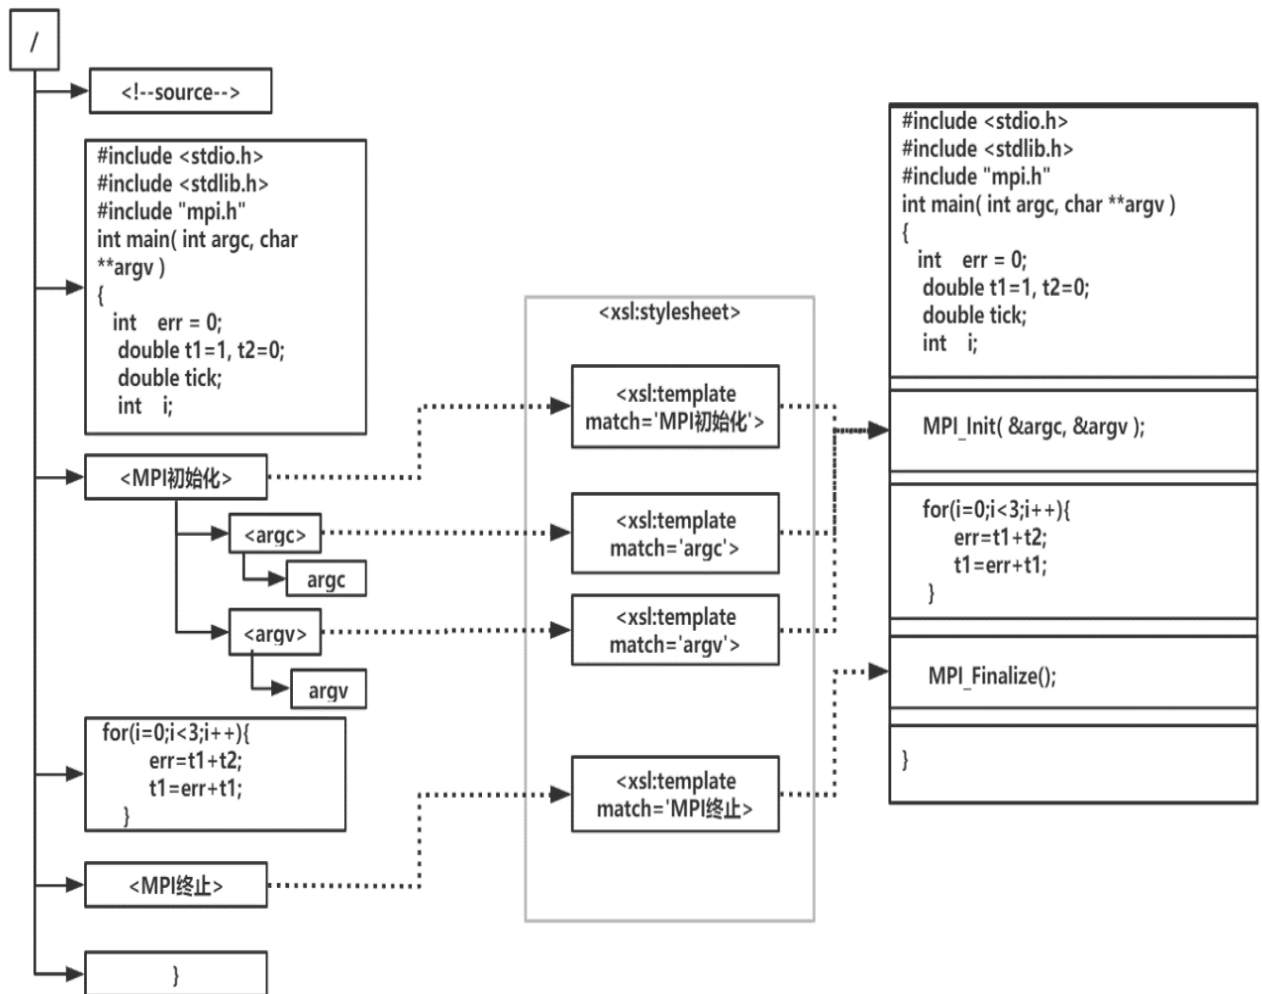 /
<!--source-->
#include <stdio.h>
#include <stdlib.h>
#include "mpi.h"
int main( int argc, char
**argv )
{
int    err = 0;
double t1=1, t2=0;
double tick;
int    i;
<MPI初始化>
<argc>
argc
<argv>
argv
for(i=0;i<3;i++){
err=t1+t2;
t1=err+t1;
}
<MPI终止>
}
<xsl:stylesheet>
<xsl:template
match='MPI初始化'>
<xsl:template
match='argc'>
<xsl:template
match='argv'>
<xsl:template
match='MPI终止>
#include <stdio.h>
#include <stdlib.h>
#include "mpi.h"
int main( int argc, char **argv )
{
int    err = 0;
double t1=1, t2=0;
double tick;
int    i;
MPI_Init( &argc, &argv );
for(i=0;i<3;i++){
err=t1+t2;
t1=err+t1;
}
MPI_Finalize();
}